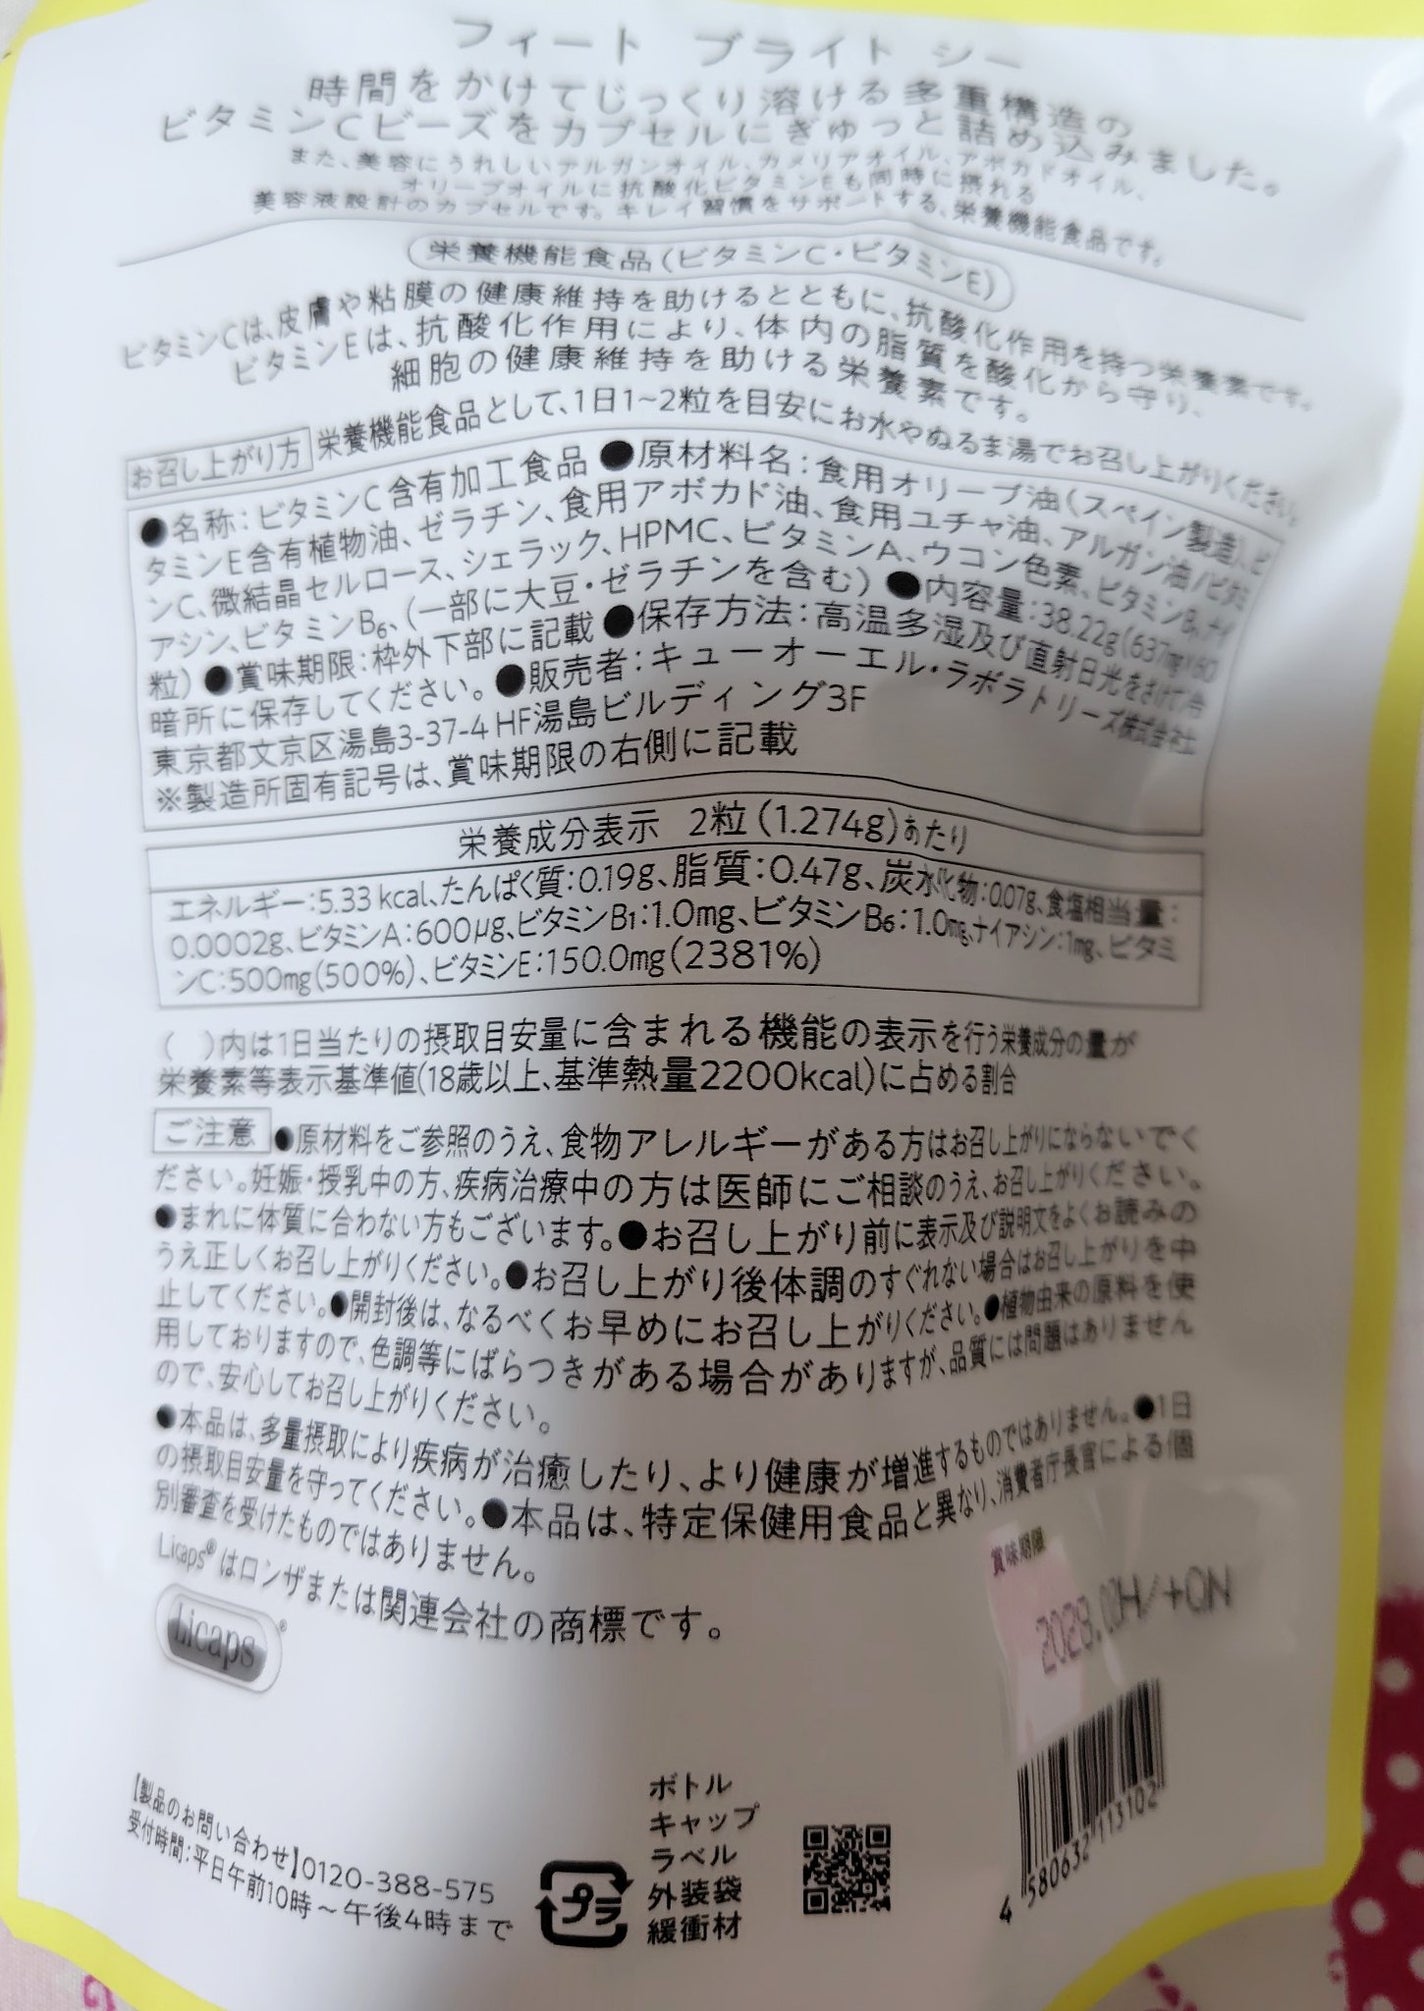 フィート ブライト シー
時間をかけてじっくり溶ける多重構造の
ビタミンCビーズをカプセルにぎゅっと詰め込みました。
また、美容にうれしいアルガンオイル、カメリアオイル、アボカドオイル、
オリーブオイルに抗酸化ビタミンEも同時に摂れる
美容液設計のカプセルです。キレイ習慣をサポートする、栄養機能食品です。
栄養機能食品(ビタミンC・ビタミンE)
ビタミンCは、皮膚や粘膜の健康維持を助けるとともに、抗酸化作用を持つ栄養素です。
ビタミンEは、抗酸化作用により、体内の脂質を酸化から守り、
細胞の健康維持を助ける栄養素です。
お召し上がり方 栄養機能食品として、1日1~2粒を目安にお水やぬるま湯でお召し上がりください。
●名称:ビタミンC含有加工食品 ●原材料名:食用オリーブ油(スペイン製造)、ビ
タミンE含有植物油、ゼラチン、食用アボカド油、食用ユチャ油、アルガン油/ビタミ
ンC、微結晶セルロース、シェラック、HPMC、ビタミンA、ウコン色素、ビタミンB₁、ナイ
アシン、ビタミンB₆、(一部に大豆・ゼラチンを含む) ●内容量:38.22g(637mg×60
粒) ●賞味期限:枠外下部に記載 ●保存方法:高温多湿及び直射日光をさけて冷
暗所に保存してください。●販売者:キューオーエル・ラボラトリーズ株式会社
東京都文京区湯島3-37-4 HF湯島ビルディング3F
※製造所固有記号は、賞味期限の右側に記載
栄養成分表示 2粒(1.274g)あたり
エネルギー:5.33kcal、たんぱく質:0.19g、脂質:0.47g、炭水化物:0.07g、食塩相当量:
0.0002g、ビタミンA:600μg、ビタミンB₁:1.0mg、ビタミンB₆:1.0mg、ナイアシン:1mg、ビタミ
ンC:500mg(500%)、ビタミンE:150.0mg(2381%)
( )内は1日当たりの摂取目安量に含まれる機能の表示を行う栄養成分の量が
栄養素等表示基準値(18歳以上、基準熱量2200kcal)に占める割合
ご注意 ●原材料をご参照のうえ、食物アレルギーがある方はお召し上がりにならないでく
ださい。妊娠・授乳中の方、疾病治療中の方は医師にご相談のうえ、お召し上がりください。
●まれに体質に合わない方もございます。●お召し上がり前に表示及び説明文をよくお読みの
うえ正しくお召し上がりください。●お召し上がり後体調のすぐれない場合はお召し上がりを中
止してください。●開封後は、なるべくお早めにお召し上がりください。●植物由来の原料を使
用しておりますので、色調等にばらつきがある場合がありますが、品質には問題はありません
ので、安心してお召し上がりください。
●本品は、多量摂取により疾病が治癒したり、より健康が増進するものではありません。●1日
の摂取目安量を守ってください。●本品は、特定保健用食品と異なり、消費者庁長官による個
別審査を受けたものではありません。
Licaps®はロンザまたは関連会社の商標です。
Licaps®
賞味期限
/+QN
4 580632 113102
【製品のお問い合わせ】0120-388-575
受付時間:平日午前10時~午後4時まで
プラ
ボトル
キャップ
ラベル
外装袋
緩衝材